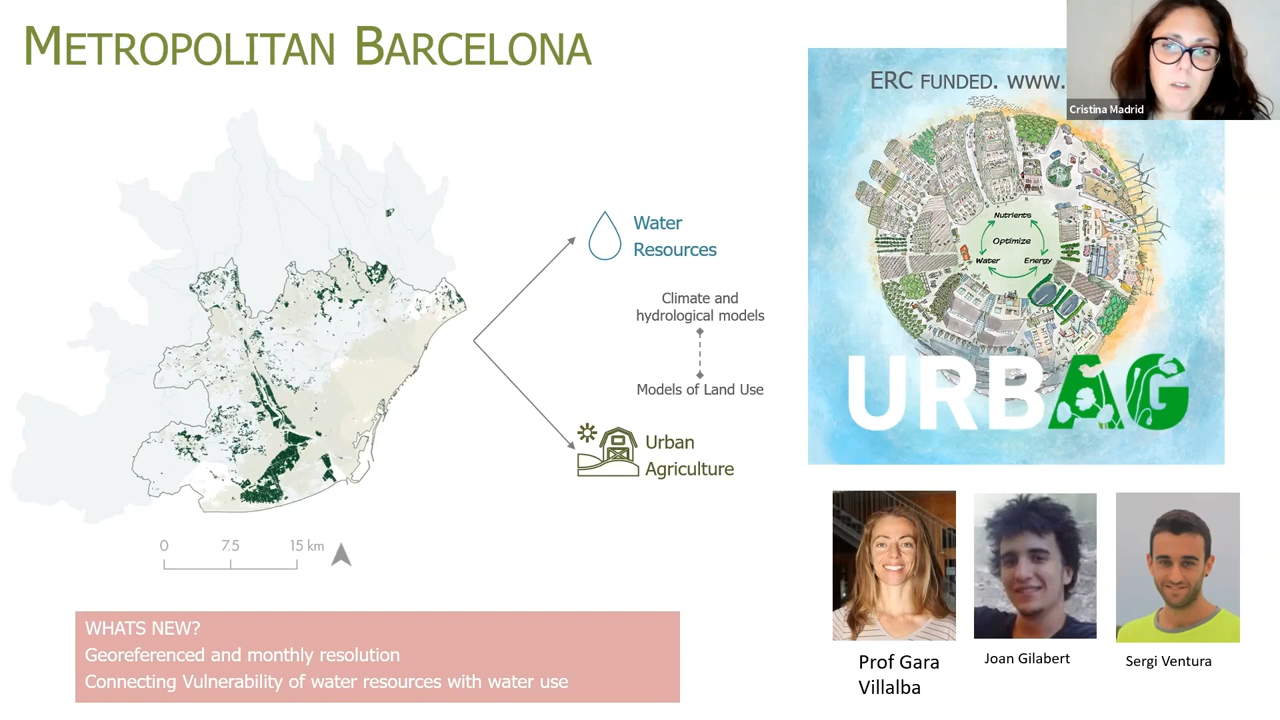 METROPOLITAN BARCELONA
ERC FUNDED. WWW.
Cristina Madrid
Water
Resources
Climate and
hydrological models
Models of Land Use
Urban
Agriculture
Nutrients
Optimize
Water
Energy
URBAG
0 7.5 15 km
WHATS NEW?
Georeferenced and monthly resolution
Connecting Vulnerability of water resources with water use
Prof Gara
Villalba
Joan Gilabert
Sergi Ventura